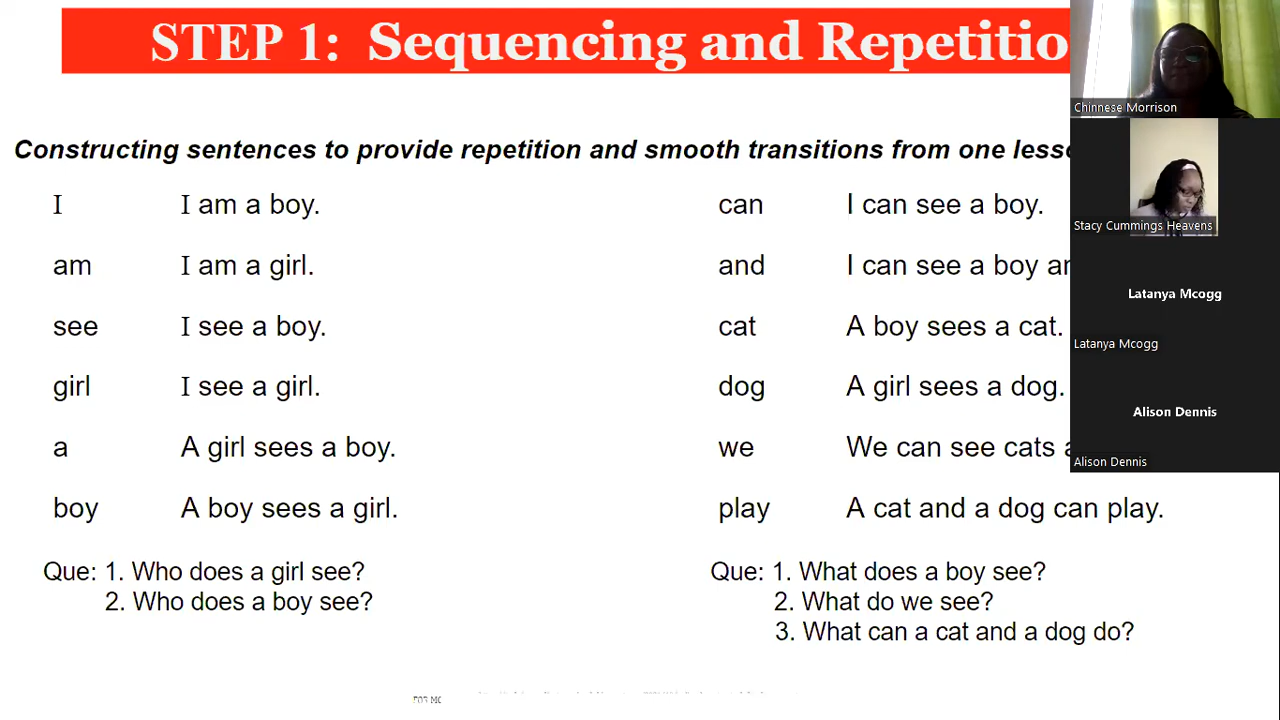 STEP 1: Sequencing and Repetitio
Constructing sentences to provide repetition and smooth transitions from one lesso
I I am a boy.
am I am a girl.
see I see a boy.
girl I see a girl.
a A girl sees a boy.
boy A boy sees a girl.
Que: 1. Who does a girl see?
2. Who does a boy see?
can I can see a boy.
and I can see a boy an
cat A boy sees a cat.
dog A girl sees a dog.
we We can see cats a
play A cat and a dog can play.
Que: 1. What does a boy see?
2. What do we see?
3. What can a cat and a dog do?
Chinnese Morrison
Stacy Cummings Heavens
Latanya Mcogg
Latanya Mcogg
Alison Dennis
Alison Dennis